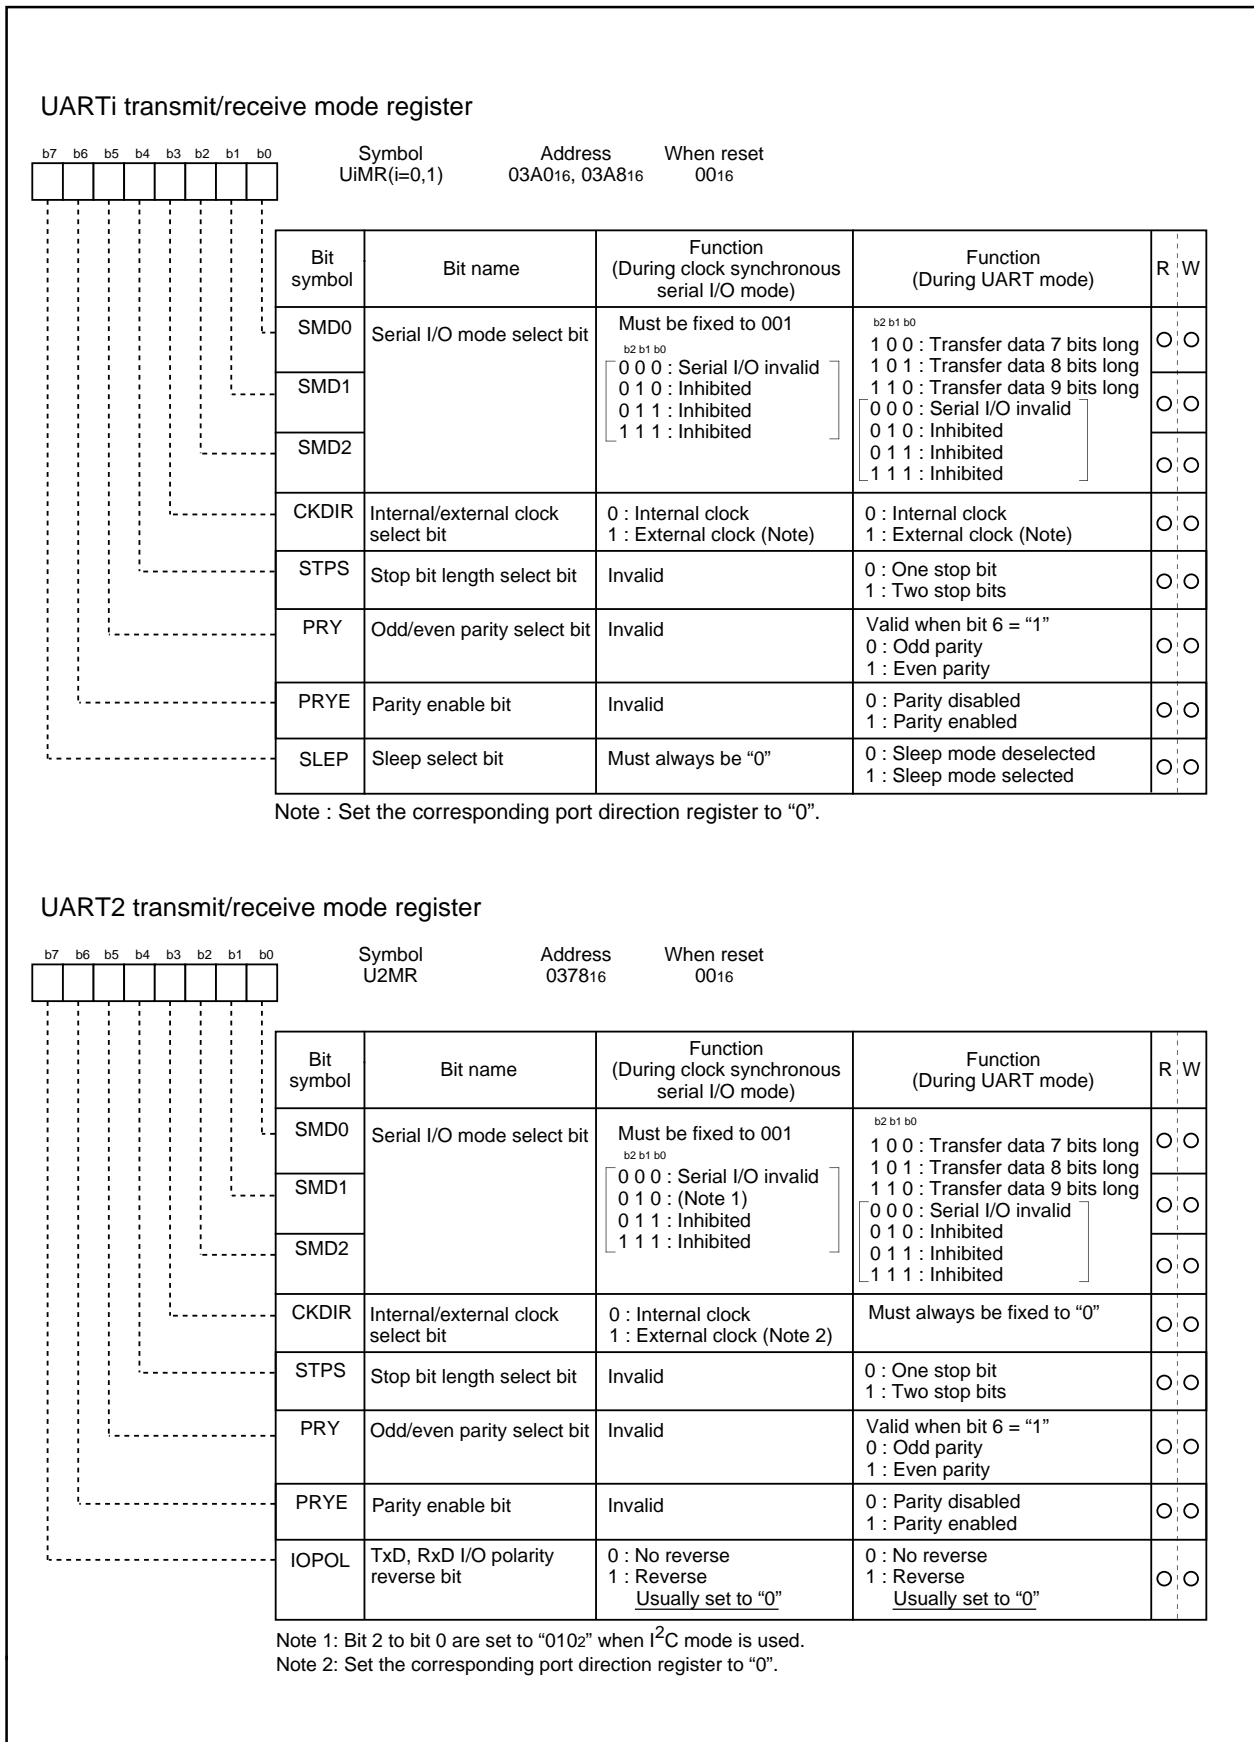 UARTi transmit/receive mode register
b7 b6 b5 b4 b3 b2 b1 b0
Symbol Address When reset
UiMR(i=0,1) 03A016, 03A816 0016
Bit symbol Bit name Function (During clock synchronous serial I/O mode) Function (During UART mode) R W
SMD0 Serial I/O mode select bit
SMD1
SMD2
Must be fixed to 001
b2 b1 b0
0 0 0 : Serial I/O invalid
0 1 0 : Inhibited
0 1 1 : Inhibited
1 1 1 : Inhibited
b2 b1 b0
1 0 0 : Transfer data 7 bits long
1 0 1 : Transfer data 8 bits long
1 1 0 : Transfer data 9 bits long
0 0 0 : Serial I/O invalid
0 1 0 : Inhibited
0 1 1 : Inhibited
1 1 1 : Inhibited
CKDIR Internal/external clock select bit
0 : Internal clock
1 : External clock (Note)
0 : Internal clock
1 : External clock (Note)
STPS Stop bit length select bit Invalid
0 : One stop bit
1 : Two stop bits
PRY Odd/even parity select bit Invalid
Valid when bit 6 = “1”
0 : Odd parity
1 : Even parity
PRYE Parity enable bit Invalid
0 : Parity disabled
1 : Parity enabled
SLEP Sleep select bit Must always be “0”
0 : Sleep mode deselected
1 : Sleep mode selected
Note : Set the corresponding port direction register to “0”.
UART2 transmit/receive mode register
b7 b6 b5 b4 b3 b2 b1 b0
Symbol Address When reset
U2MR 037816 0016
Bit symbol Bit name Function (During clock synchronous serial I/O mode) Function (During UART mode) R W
SMD0 Serial I/O mode select bit
SMD1
SMD2
Must be fixed to 001
b2 b1 b0
0 0 0 : Serial I/O invalid
0 1 0 : (Note 1)
0 1 1 : Inhibited
1 1 1 : Inhibited
b2 b1 b0
1 0 0 : Transfer data 7 bits long
1 0 1 : Transfer data 8 bits long
1 1 0 : Transfer data 9 bits long
0 0 0 : Serial I/O invalid
0 1 0 : Inhibited
0 1 1 : Inhibited
1 1 1 : Inhibited
CKDIR Internal/external clock select bit
0 : Internal clock
1 : External clock (Note 2)
Must always be fixed to “0”
STPS Stop bit length select bit Invalid
0 : One stop bit
1 : Two stop bits
PRY Odd/even parity select bit Invalid
Valid when bit 6 = “1”
0 : Odd parity
1 : Even parity
PRYE Parity enable bit Invalid
0 : Parity disabled
1 : Parity enabled
IOPOL TxD, RxD I/O polarity reverse bit
0 : No reverse
1 : Reverse
Usually set to “0”
0 : No reverse
1 : Reverse
Usually set to “0”
Note 1: Bit 2 to bit 0 are set to “0102” when I2C mode is used.
Note 2: Set the corresponding port direction register to “0”.